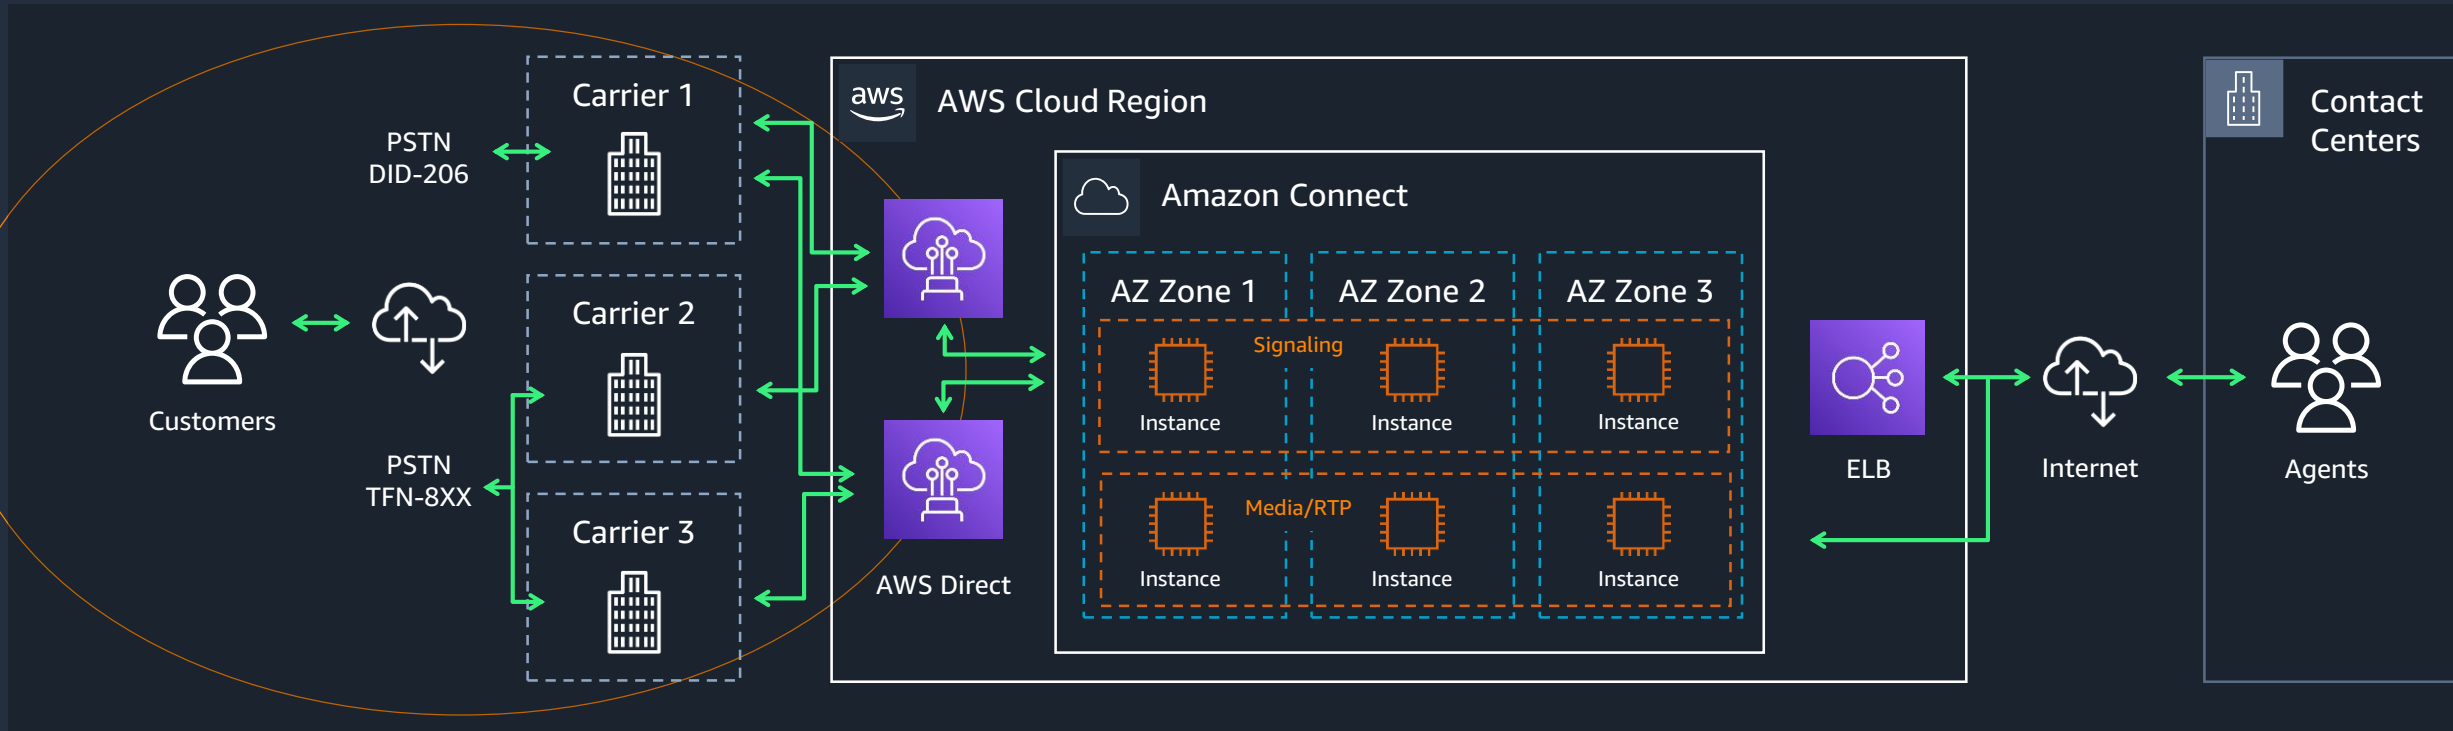 Customers
PSTN
DID-206
PSTN
TFN-8XX
Carrier 1
Carrier 2
Carrier 3
aws
AWS Cloud Region
AWS Direct
Amazon Connect
AZ Zone 1
AZ Zone 2
AZ Zone 3
Signaling
Instance
Instance
Instance
Media/RTP
Instance
Instance
Instance
ELB
Internet
Contact
Centers
Agents